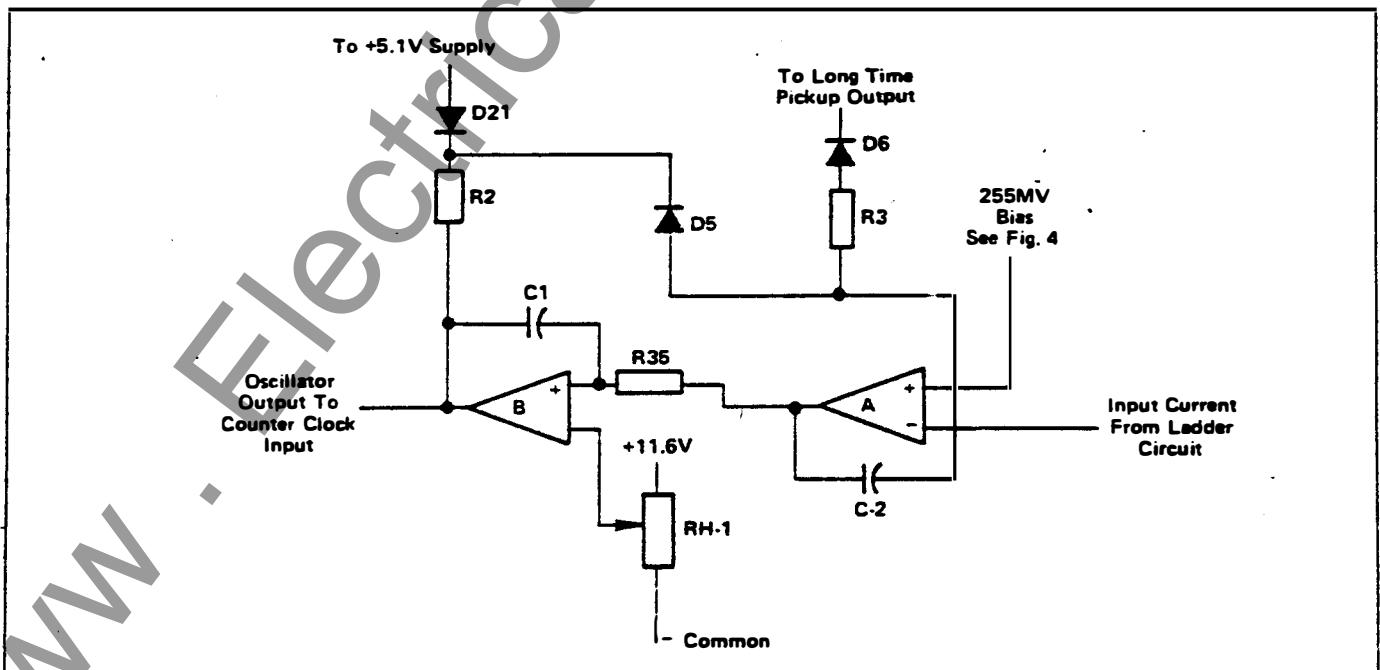 To +5.1V Supply
D21
R2
To Long Time
Pickup Output
D6
R3
255MV
Bias
See Fig. 4
D5
C1
R35
Oscillator
Output To
Counter Clock
Input
B
+
A
+
-
Input Current
From Ladder
Circuit
+11.6V
RH-1
C-2
- Common
www . Electrica